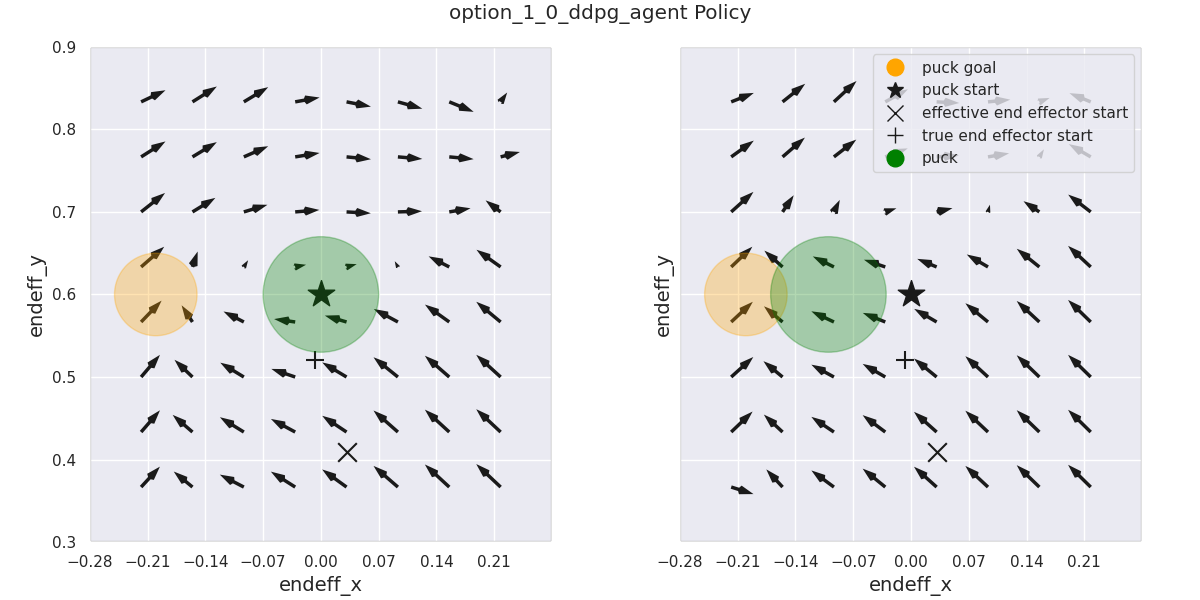 option_1_0_ddpg_agent Policy
endeff_y
0.9
0.8
0.7
0.6
0.5
0.4
0.3
−0.28 −0.21 −0.14 −0.07 0.00 0.07 0.14 0.21
endeff_x
endeff_y
puck goal
puck start
effective end effector start
true end effector start
puck
−0.28 −0.21 −0.14 −0.07 0.00 0.07 0.14 0.21
endeff_x